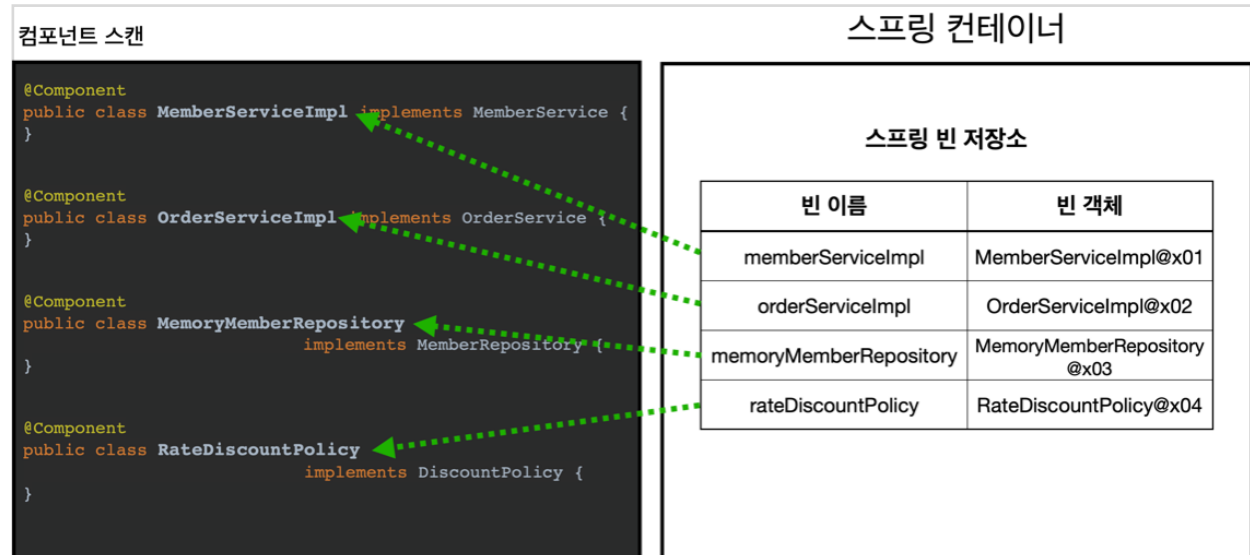 컴포넌트 스캔
@Component
public class MemberServiceImpl implements MemberService {
}
@Component
public class OrderServiceImpl implements OrderService {
}
@Component
public class MemoryMemberRepository
implements MemberRepository {
}
@Component
public class RateDiscountPolicy
implements DiscountPolicy {
}
스프링 컨테이너
스프링 빈 저장소
빈 이름 빈 객체
memberServiceImpl MemberServiceImpl@x01
orderServiceImpl OrderServiceImpl@x02
memoryMemberRepository MemoryMemberRepository
@x03
rateDiscountPolicy RateDiscountPolicy@x04